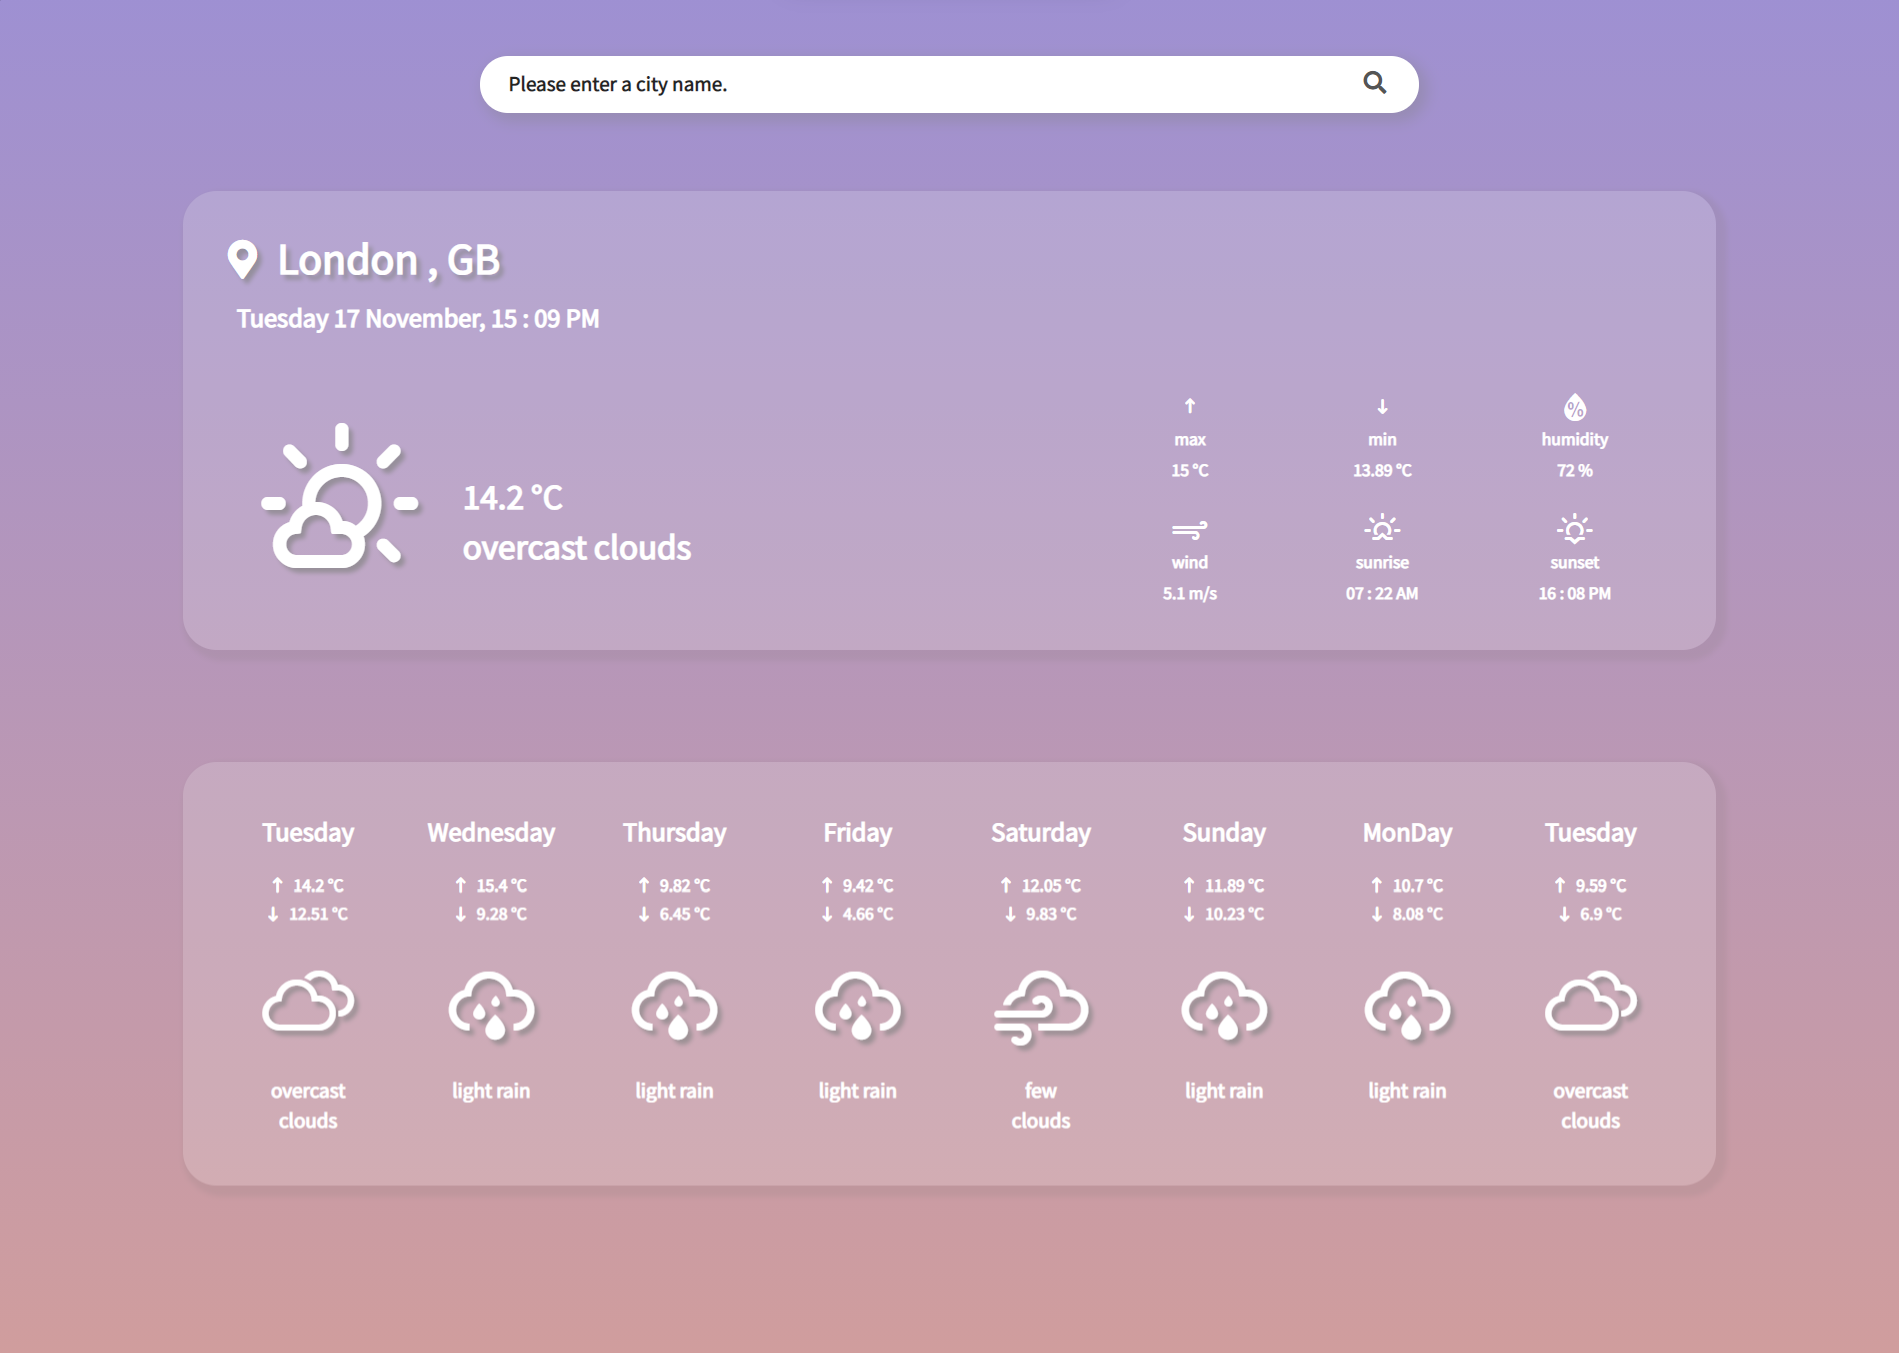 Please enter a city name.
London , GB
Tuesday 17 November, 15 : 09 PM
14.2 °C
overcast clouds
↑ ↓ %
max min humidity
15 °C 13.89 °C 72 %
wind sunrise sunset
5.1 m/s 07 : 22 AM 16 : 08 PM
Tuesday Wednesday Thursday Friday Saturday Sunday MonDay Tuesday
↑ 14.2 °C ↑ 15.4 °C ↑ 9.82 °C ↑ 9.42 °C ↑ 12.05 °C ↑ 11.89 °C ↑ 10.7 °C ↑ 9.59 °C
↓ 12.51 °C ↓ 9.28 °C ↓ 6.45 °C ↓ 4.66 °C ↓ 9.83 °C ↓ 10.23 °C ↓ 8.08 °C ↓ 6.9 °C
overcast light rain light rain light rain few light rain light rain overcast
clouds clouds clouds